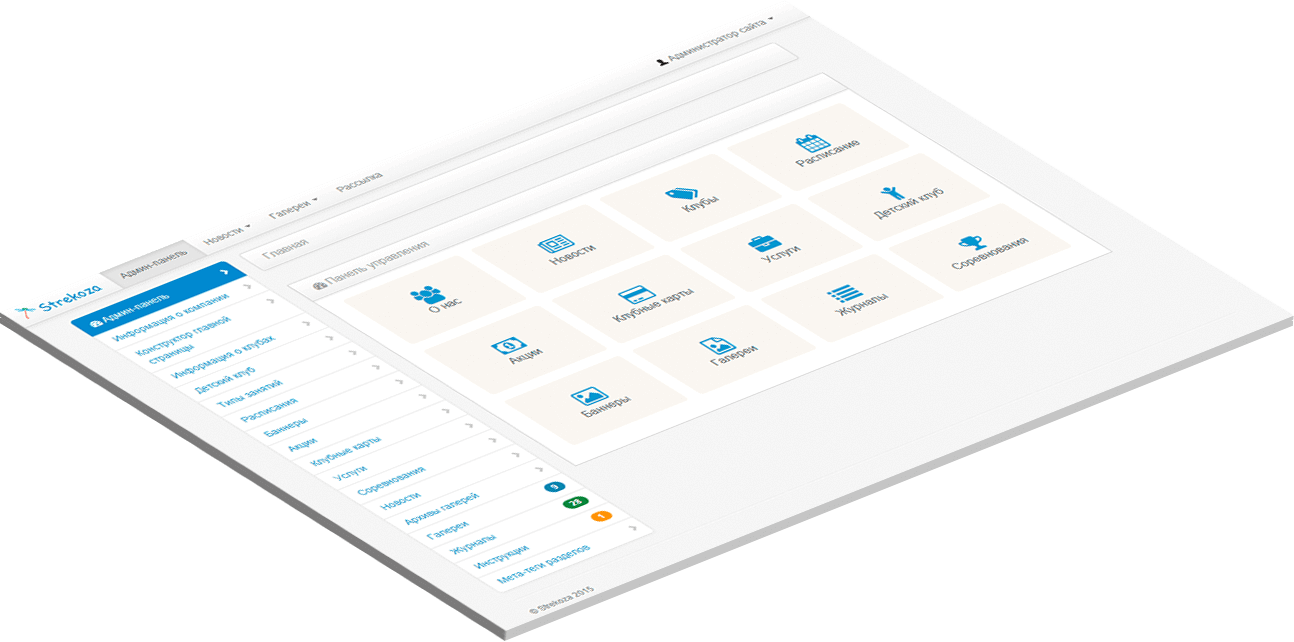 Администратор сайта
Strekoza
Админ-панель
Новости
Галереи
Рассылка
Главная
Админ-панель
Информация о компании
Конструктор главной
страницы
Информация о клубах
Детский клуб
Типы занятий
Расписания
Баннеры
Акции
Клубные карты
Услуги
Соревнования
Новости
Архивы галерей
Галереи 9
Журналы 28
Инструкции 1
Мета-теги разделов
Панель управления
О нас
Новости
Клубы
Расписание
Акции
Клубные карты
Услуги
Детский клуб
Баннеры
Галереи
Журналы
Соревнования
© Strekoza 2015